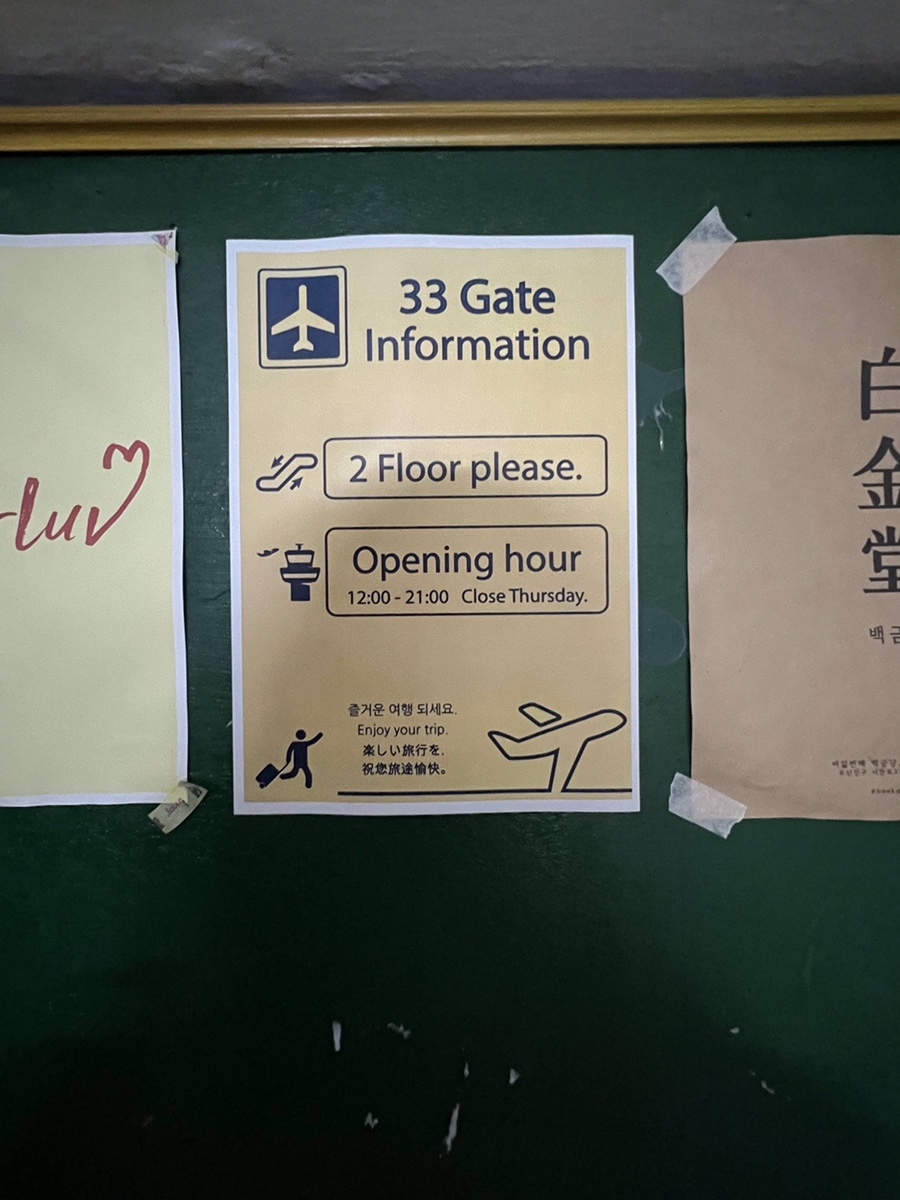 luv
33 Gate
Information
2 Floor please.
Opening hour
12:00 - 21:00 Close Thursday.
즐거운 여행 되세요.
Enjoy your trip.
楽しい旅行を.
祝您旅途愉快。
白
金
堂
백금